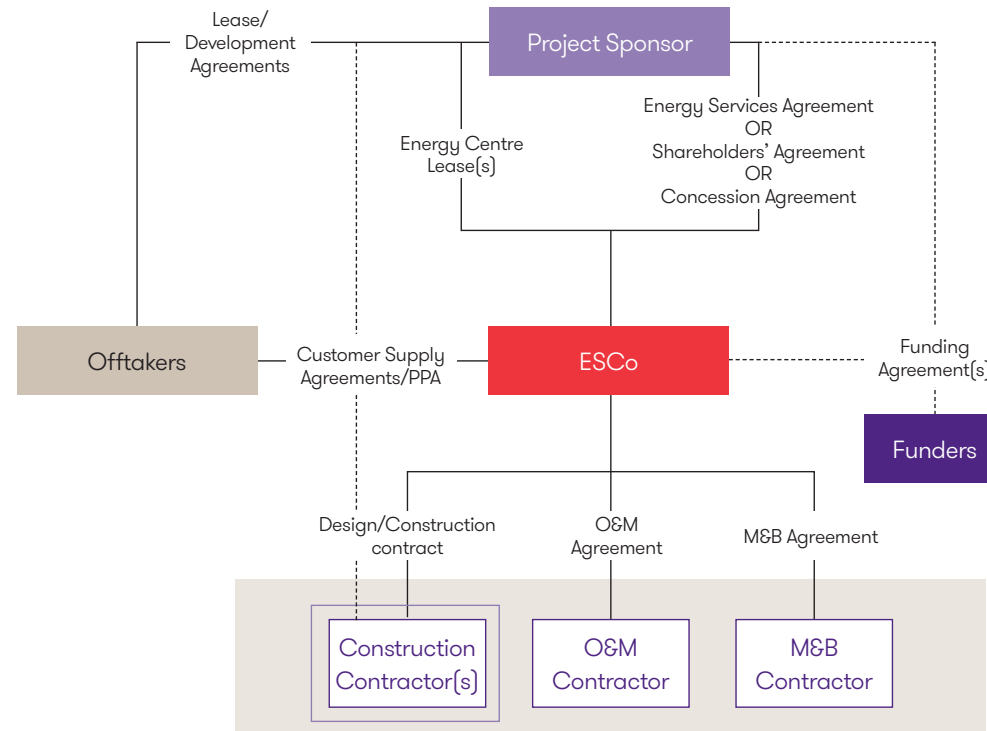 Lease/
Development
Agreements
Project Sponsor
Energy Centre
Lease(s)
Energy Services Agreement
OR
Shareholders’ Agreement
OR
Concession Agreement
Offtakers
Customer Supply
Agreements/PPA
ESCo
Funding
Agreement(s)
Funders
Design/Construction
contract
O&M
Agreement
M&B Agreement
Construction
Contractor(s)
O&M
Contractor
M&B
Contractor